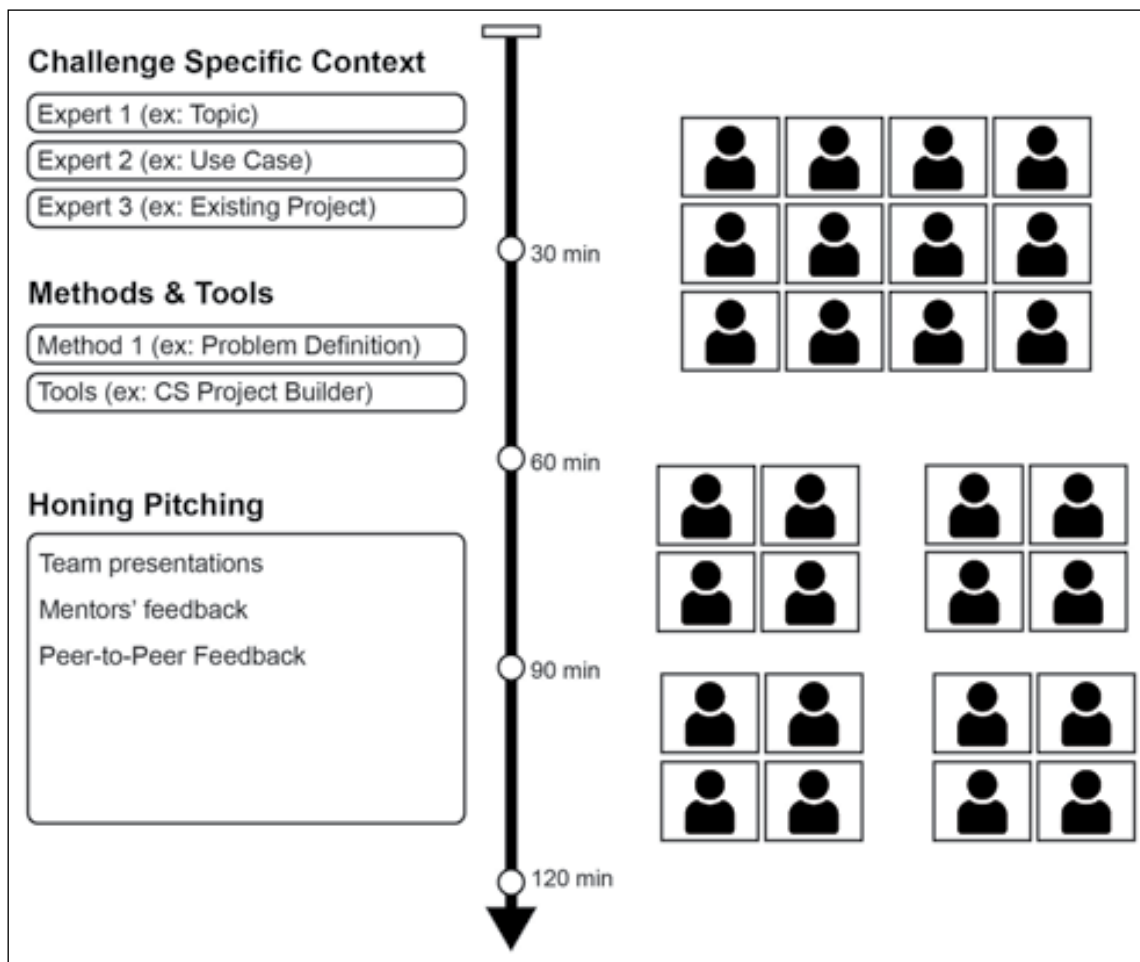 Challenge Specific Context
Expert 1 (ex: Topic)
Expert 2 (ex: Use Case)
Expert 3 (ex: Existing Project)
30 min
Methods & Tools
Method 1 (ex: Problem Definition)
Tools (ex: CS Project Builder)
60 min
Honing Pitching
Team presentations
Mentors’ feedback
Peer-to-Peer Feedback
90 min
120 min